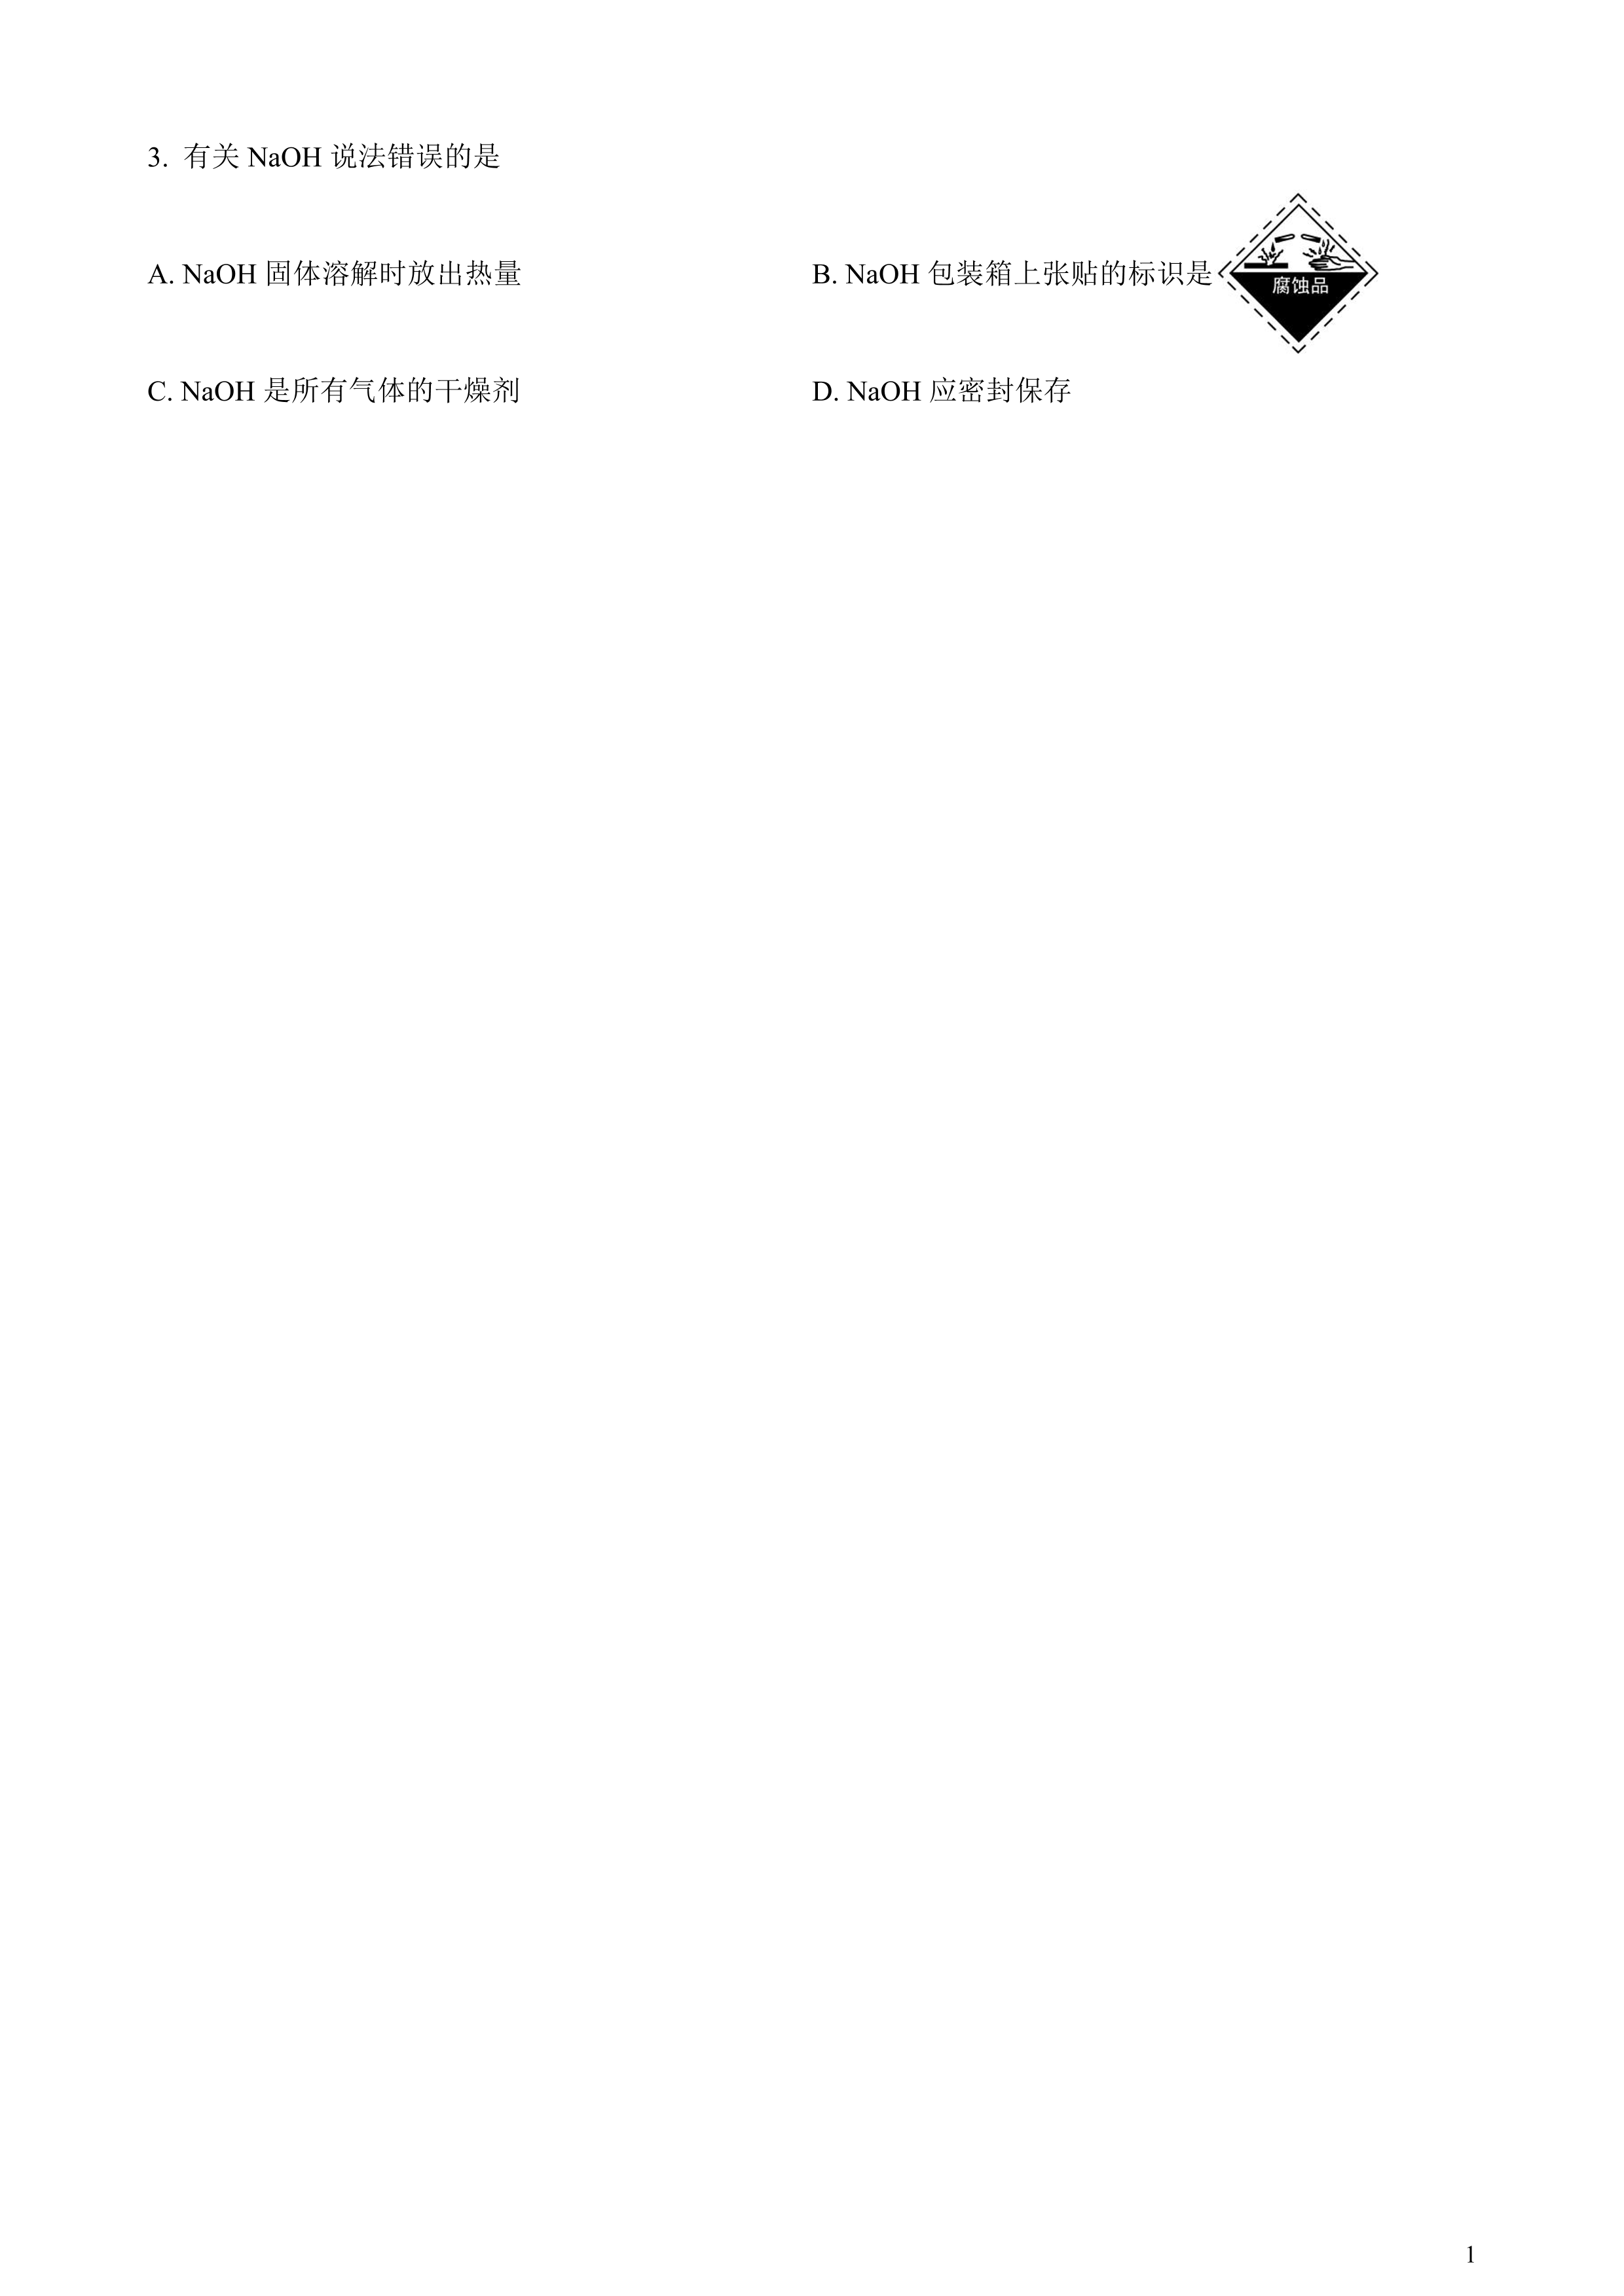 3. 有关 NaOH 说法错误的是
A. NaOH 固体溶解时放出热量 B. NaOH 包装箱上张贴的标识是
腐蚀品
C. NaOH 是所有气体的干燥剂 D. NaOH 应密封保存
1